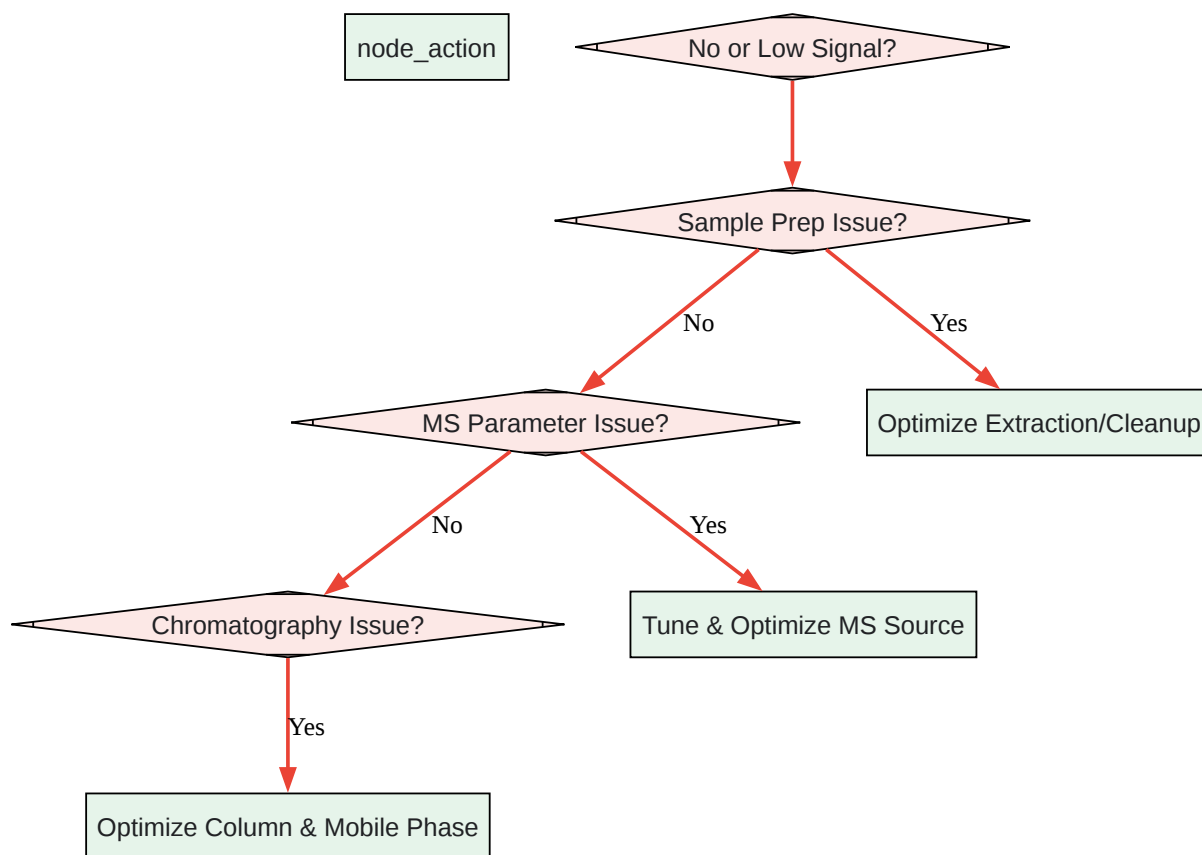 node_action
No or Low Signal?
Sample Prep Issue?
No
Yes
MS Parameter Issue?
Optimize Extraction/Cleanup
No
Yes
Chromatography Issue?
Tune & Optimize MS Source
Yes
Optimize Column & Mobile Phase